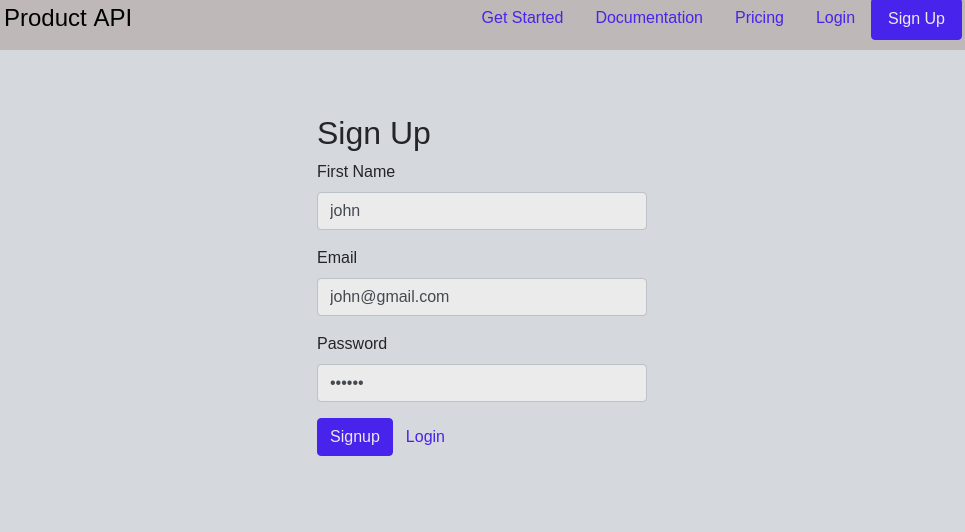 Product API Get Started Documentation Pricing Login Sign Up
Sign Up
First Name
john
Email
john@gmail.com
Password
••••••
Signup Login